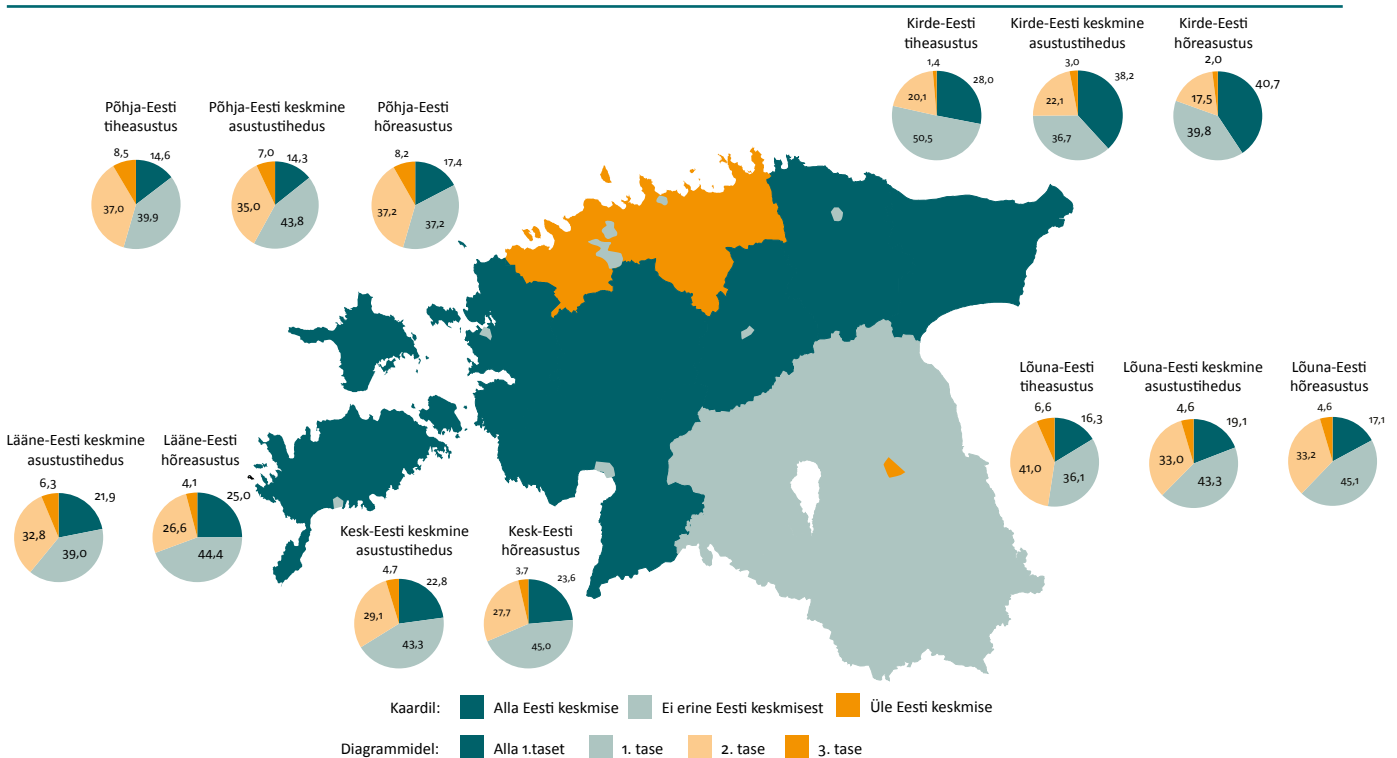 Kirde-Eesti
tiheasustus
1,4
28,0
20,1
50,5
Kirde-Eesti keskmine
asustustihedus
3,0
38,2
22,1
36,7
Kirde-Eesti
hõreasustus
2,0
40,7
17,5
39,8
Põhja-Eesti
tiheasustus
8,5
14,6
37,0
39,9
Põhja-Eesti keskmine
asustustihedus
7,0
14,3
35,0
43,8
Põhja-Eesti
hõreasustus
8,2
17,4
37,2
37,2
Lõuna-Eesti
tiheasustus
6,6
16,3
41,0
36,1
Lõuna-Eesti keskmine
asustustihedus
4,6
19,1
33,0
43,3
Lõuna-Eesti
hõreasustus
4,6
17,1
33,2
45,1
Lääne-Eesti keskmine
asustustihedus
6,3
21,9
32,8
39,0
Lääne-Eesti
hõreasustus
4,1
25,0
26,6
44,4
Kesk-Eesti keskmine
asustustihedus
4,7
22,8
29,1
43,3
Kesk-Eesti
hõreasustus
3,7
23,6
27,7
45,0
Kaardil: Alla Eesti keskmise Ei erine Eesti keskmisest Üle Eesti keskmise
Diagrammidel: Alla 1.taset 1. tase 2. tase 3. tase